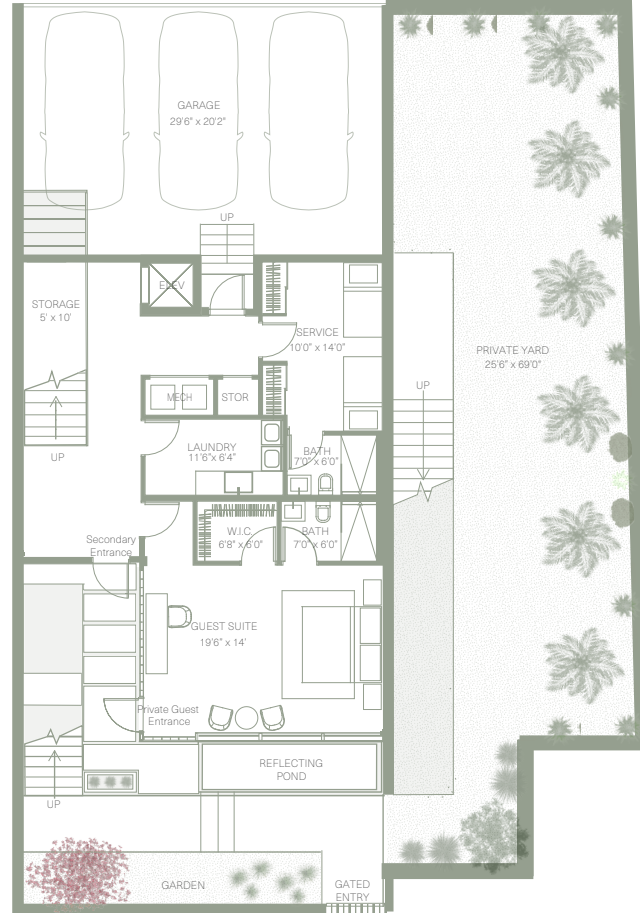 GARAGE
29'6" x 20'2"
UP
ELEV
STORAGE
5' x 10'
SERVICE
10'0" x 14'0"
PRIVATE YARD
25'6" x 69'0"
UP
MECH
STOR
UP
LAUNDRY
11'6"x 6'4"
BATH
7'0" x 6'0"
W.I.C.
6'8" x 6'0"
BATH
7'0" x 6'0"
Secondary
Entrance
GUEST SUITE
19'6" x 14'
Private Guest
Entrance
REFLECTING
POND
UP
GARDEN
GATED
ENTRY